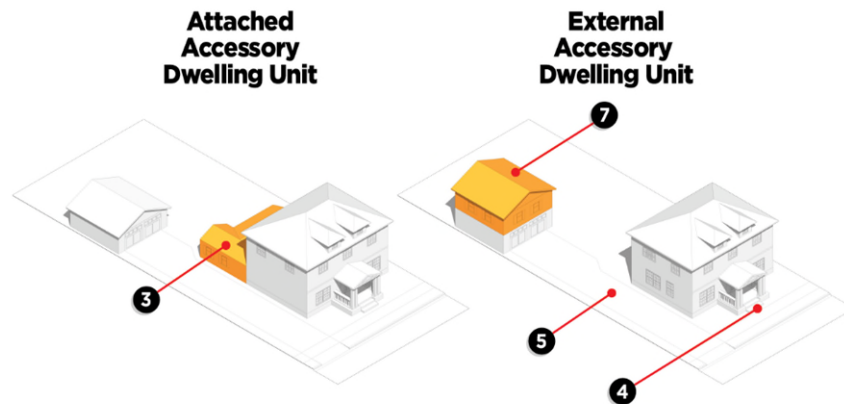 Attached
Accessory
Dwelling Unit
External
Accessory
Dwelling Unit
7
3
5
4